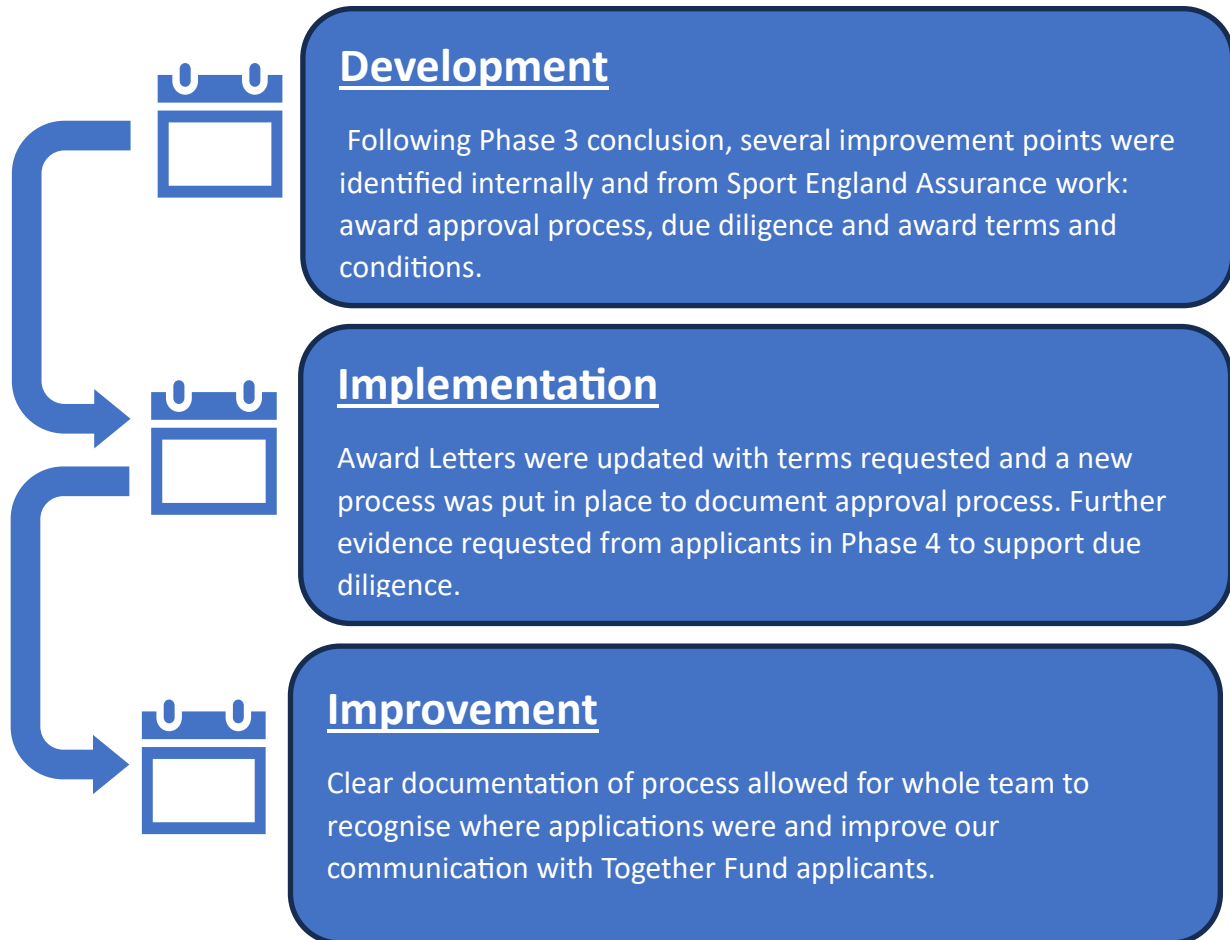 Development
Following Phase 3 conclusion, several improvement points were
identified internally and from Sport England Assurance work:
award approval process, due diligence and award terms and
conditions.
Implementation
Award Letters were updated with terms requested and a new
process was put in place to document approval process. Further
evidence requested from applicants in Phase 4 to support due
diligence.
Improvement
Clear documentation of process allowed for whole team to
recognise where applications were and improve our
communication with Together Fund applicants.